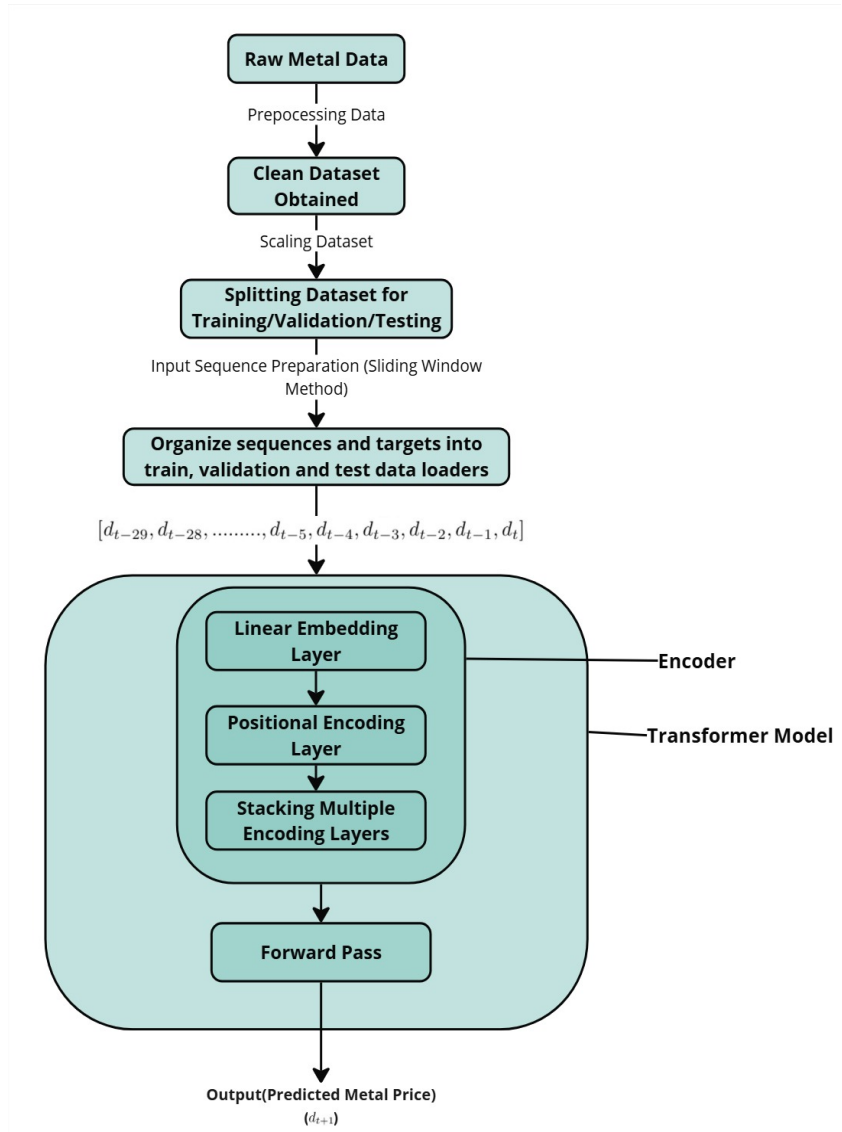 Raw Metal Data
Prepocessing Data
Clean Dataset
Obtained
Scaling Dataset
Splitting Dataset for
Training/Validation/Testing
Input Sequence Preparation (Sliding Window
Method)
Organize sequences and targets into
train, validation and test data loaders
[d_{t-29}, d_{t-28}, ........., d_{t-5}, d_{t-4}, d_{t-3}, d_{t-2}, d_{t-1}, d_t]
Linear Embedding
Layer
Encoder
Positional Encoding
Layer
Transformer Model
Stacking Multiple
Encoding Layers
Forward Pass
Output(Predicted Metal Price)
(d_{t+1})